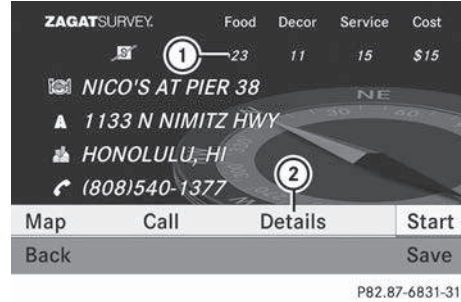 ZAGATSURVEY. Food Decor Service Cost
S 1 23 11 15 $15
NICO'S AT PIER 38
NE
A 1133 N NIMITZ HWY
HONOLULU, HI
(808)540-1377
2
Map Call Details Start
Back Save
P82.87-6831-31